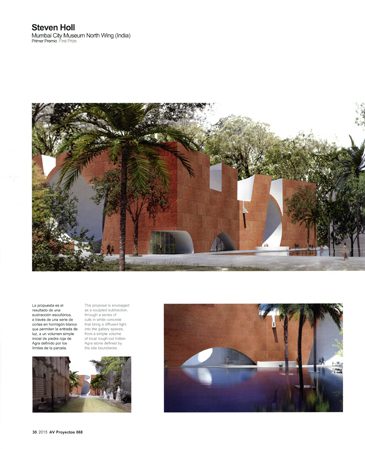 Steven Holl
Mumbai City Museum North Wing (India)
Primer Premio First Prize
La propuesta es el
resultado de una
sustracción escultórica,
a través de una serie de
cortes en hormigón blanco
que permiten la entrada de
luz, a un volumen simple
inicial de piedra roja de
Agra definido por los
límites de la parcela.
The proposal is envisaged
as a sculpted subtraction,
through a series of
cuts in white concrete
that bring a diffused light
into the gallery spaces,
from a simple volume
of local rough-cut Indian
Agra stone defined by
the site boundaries.
30 2015 AV Proyectos 068